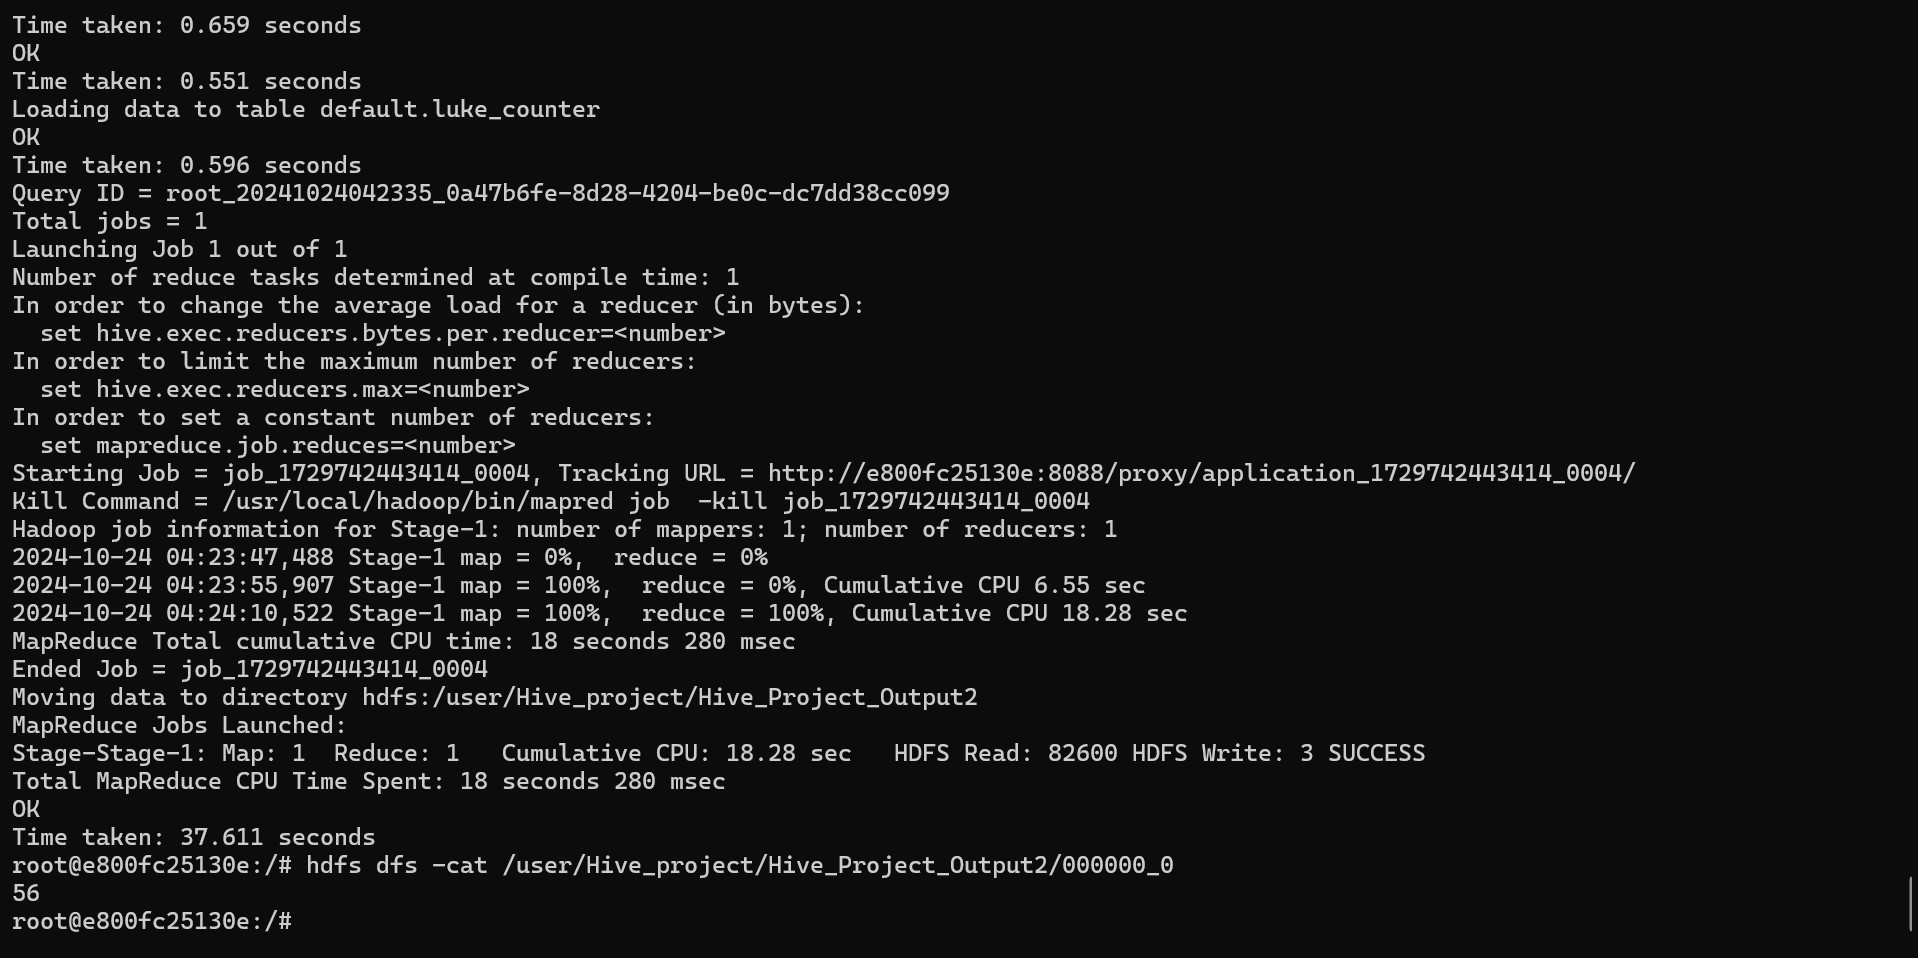 Time taken: 0.659 seconds
OK
Time taken: 0.551 seconds
Loading data to table default.luke_counter
OK
Time taken: 0.596 seconds
Query ID = root_20241024042335_0a47b6fe-8d28-4204-be0c-dc7dd38cc099
Total jobs = 1
Launching Job 1 out of 1
Number of reduce tasks determined at compile time: 1
In order to change the average load for a reducer (in bytes):
  set hive.exec.reducers.bytes.per.reducer=<number>
In order to limit the maximum number of reducers:
  set hive.exec.reducers.max=<number>
In order to set a constant number of reducers:
  set mapreduce.job.reduces=<number>
Starting Job = job_1729742443414_0004, Tracking URL = http://e800fc25130e:8088/proxy/application_1729742443414_0004/
Kill Command = /usr/local/hadoop/bin/mapred job  -kill job_1729742443414_0004
Hadoop job information for Stage-1: number of mappers: 1; number of reducers: 1
2024-10-24 04:23:47,488 Stage-1 map = 0%,  reduce = 0%
2024-10-24 04:23:55,907 Stage-1 map = 100%,  reduce = 0%, Cumulative CPU 6.55 sec
2024-10-24 04:24:10,522 Stage-1 map = 100%,  reduce = 100%, Cumulative CPU 18.28 sec
MapReduce Total cumulative CPU time: 18 seconds 280 msec
Ended Job = job_1729742443414_0004
Moving data to directory hdfs:/user/Hive_project/Hive_Project_Output2
MapReduce Jobs Launched:
Stage-Stage-1: Map: 1  Reduce: 1   Cumulative CPU: 18.28 sec   HDFS Read: 82600 HDFS Write: 3 SUCCESS
Total MapReduce CPU Time Spent: 18 seconds 280 msec
OK
Time taken: 37.611 seconds
root@e800fc25130e:/# hdfs dfs -cat /user/Hive_project/Hive_Project_Output2/000000_0
56
root@e800fc25130e:/#